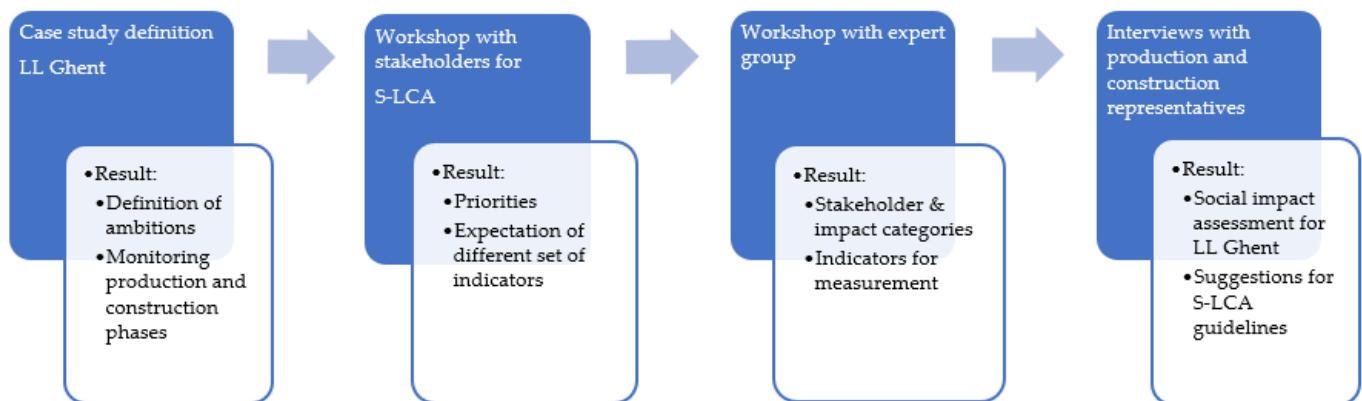 Case study definition
LL Ghent
•Result:
•Definition of
ambitions
•Monitoring
production and
construction
phases
Workshop with
stakeholders for
S-LCA
•Result:
•Priorities
•Expectation of
different set of
indicators
Workshop with expert
group
•Result:
•Stakeholder &
impact categories
•Indicators for
measurement
Interviews with
production and
construction
representatives
•Result:
•Social impact
assessment for
LL Ghent
•Suggestions for
S-LCA
guidelines